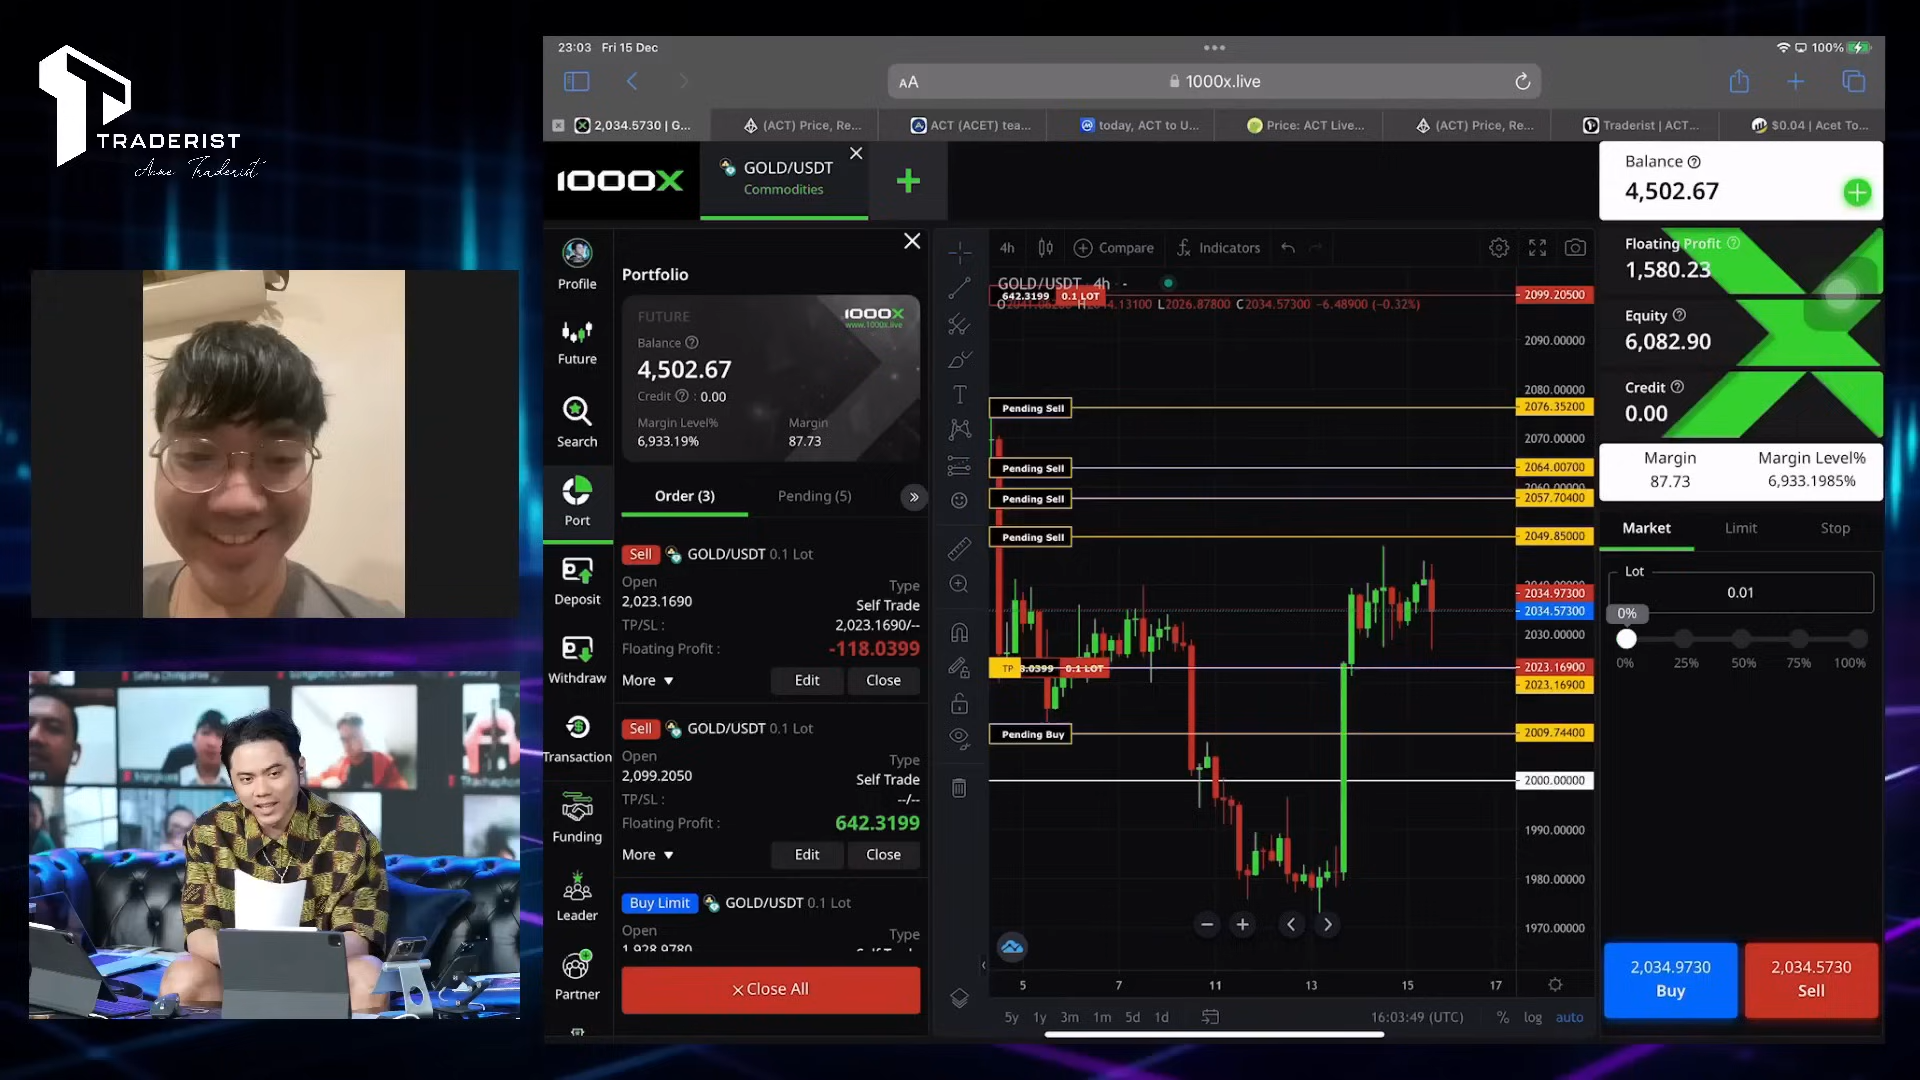 TRADERIST
Acme Traderist
23:03 Fri 15 Dec
100%
AA
1000x.live
2,034.5730 | G...
(ACT) Price, Re...
ACT (ACET) tea...
today, ACT to U...
Price: ACT Live...
(ACT) Price, Re...
Traderist | ACT...
$0.04 | Acet To...
1000X
GOLD/USDT
Commodities
Balance
4,502.67
Floating Profit
1,580.23
Equity
6,082.90
Credit
0.00
Margin
87.73
Margin Level%
6,933.1985%
Market
Limit
Stop
Lot
0.01
0%
0%
25%
50%
75%
100%
2,034.9730
Buy
2,034.5730
Sell
Profile
Future
Search
Port
Deposit
Withdraw
Transaction
Funding
Leader
Partner
Portfolio
FUTURE
1000X
www.1000x.live
Balance
4,502.67
Credit : 0.00
Margin Level%
6,933.19%
Margin
87.73
Order (3)
Pending (5)
Sell GOLD/USDT 0.1 Lot
Open
Type
2,023.1690
Self Trade
TP/SL :
2,023.1690/--
Floating Profit :
-118.0399
More
Edit
Close
Sell GOLD/USDT 0.1 Lot
Open
Type
2,099.2050
Self Trade
TP/SL :
--/--
Floating Profit :
642.3199
More
Edit
Close
Buy Limit GOLD/USDT 0.1 Lot
Open
Type
1,928.9780
Close All
4h
Compare
Indicators
GOLD/USDT 4h -
642.3199 0.1 LOT
L2026.87800 C2034.57300 -6.48900 (-0.32%)
Pending Sell
Pending Sell
Pending Sell
Pending Sell
TP
0.1 LOT
Pending Buy
2099.20500
2090.00000
2080.00000
2076.35200
2070.00000
2064.00700
2057.70400
2049.85000
2034.97300
2034.57300
2030.00000
2023.16900
2023.16900
2009.74400
2000.00000
1990.00000
1980.00000
1970.00000
5
7
11
13
15
17
5y 1y 3m 1m 5d 1d
16:03:49 (UTC)
% log auto